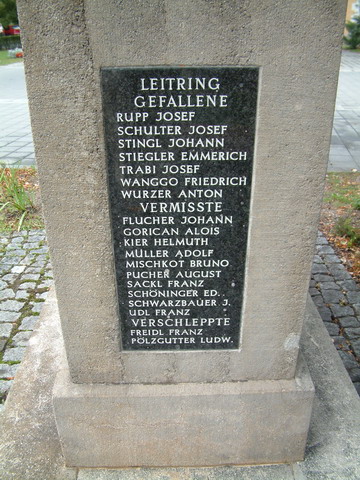 LEITRING
GEFALLENE
RUPP JOSEF
SCHULTER JOSEF
STINGL JOHANN
STIEGLER EMMERICH
TRABI JOSEF
WANGGO FRIEDRICH
WURZER ANTON
VERMISSTE
FLUCHER JOHANN
GORICAN ALOIS
KIER HELMUTH
MÜLLER ADOLF
MISCHKOT BRUNO
PUCHER AUGUST
SACKL FRANZ
SCHÖNINGER ED.
SCHWARZBAUER J.
UDL FRANZ
VERSCHLEPPTE
FREIDL FRANZ
PÖLZGUTTER LUDW.